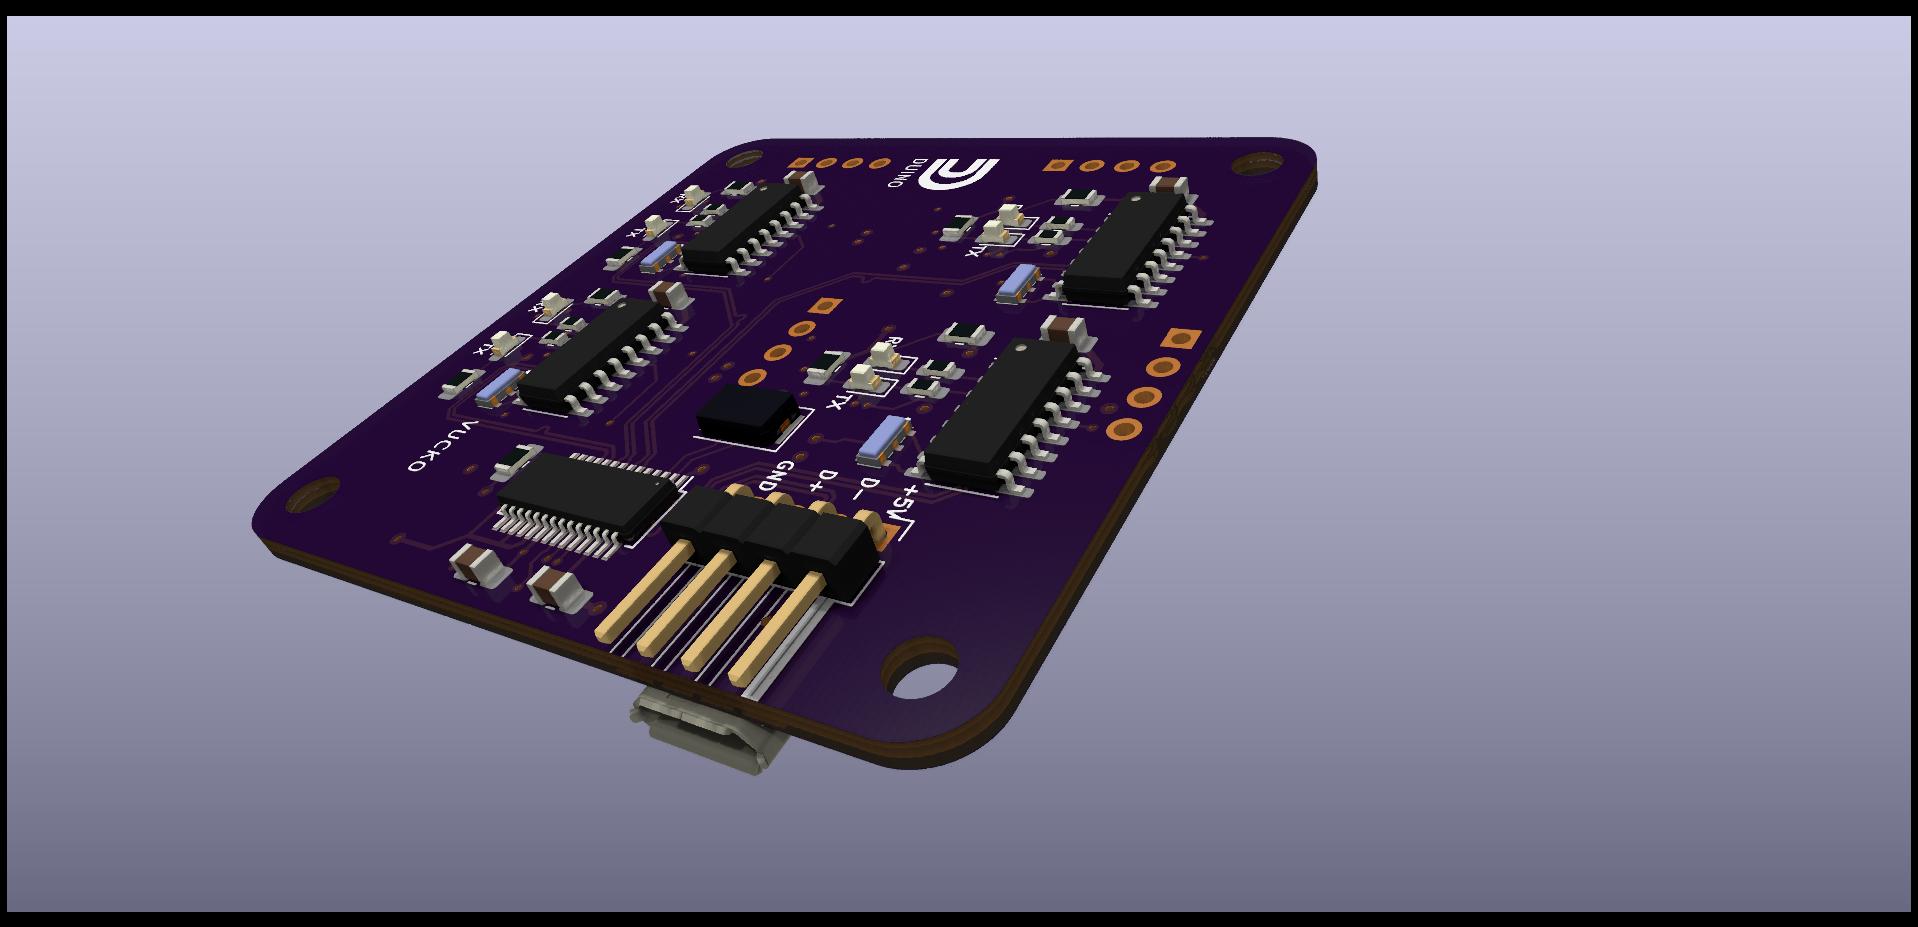 DUINO
RX
TX
TX
RX
TX
RX
TX
VUCKO
GND
D+
D-
+5V